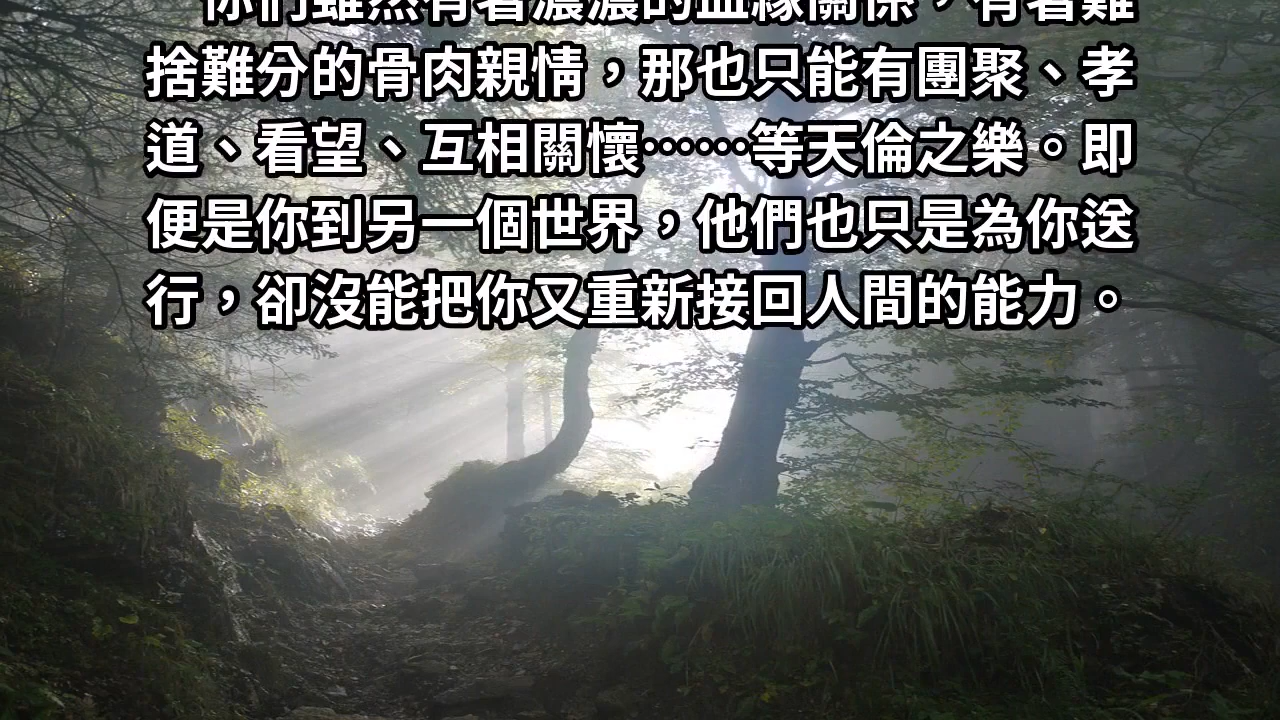 你們雖然有著濃濃的血緣關係，有著難
捨難分的骨肉親情，那也只能有團聚、孝
道、看望、互相關懷……等天倫之樂。即
便是你到另一個世界，他們也只是為你送
行，卻沒能把你又重新接回人間的能力。